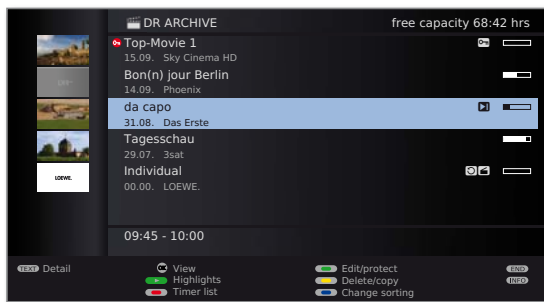 DR ARCHIVE free capacity 68:42 hrs
Top-Movie 1
15.09. Sky Cinema HD
Bon(n) jour Berlin
14.09. Phoenix
da capo
31.08. Das Erste
Tagesschau
29.07. 3sat
Individual
00.00. LOEWE.
LOEWE.
09:45 - 10:00
TEXT Detail OK View Edit/protect END
Highlights Delete/copy INFO
Timer list Change sorting